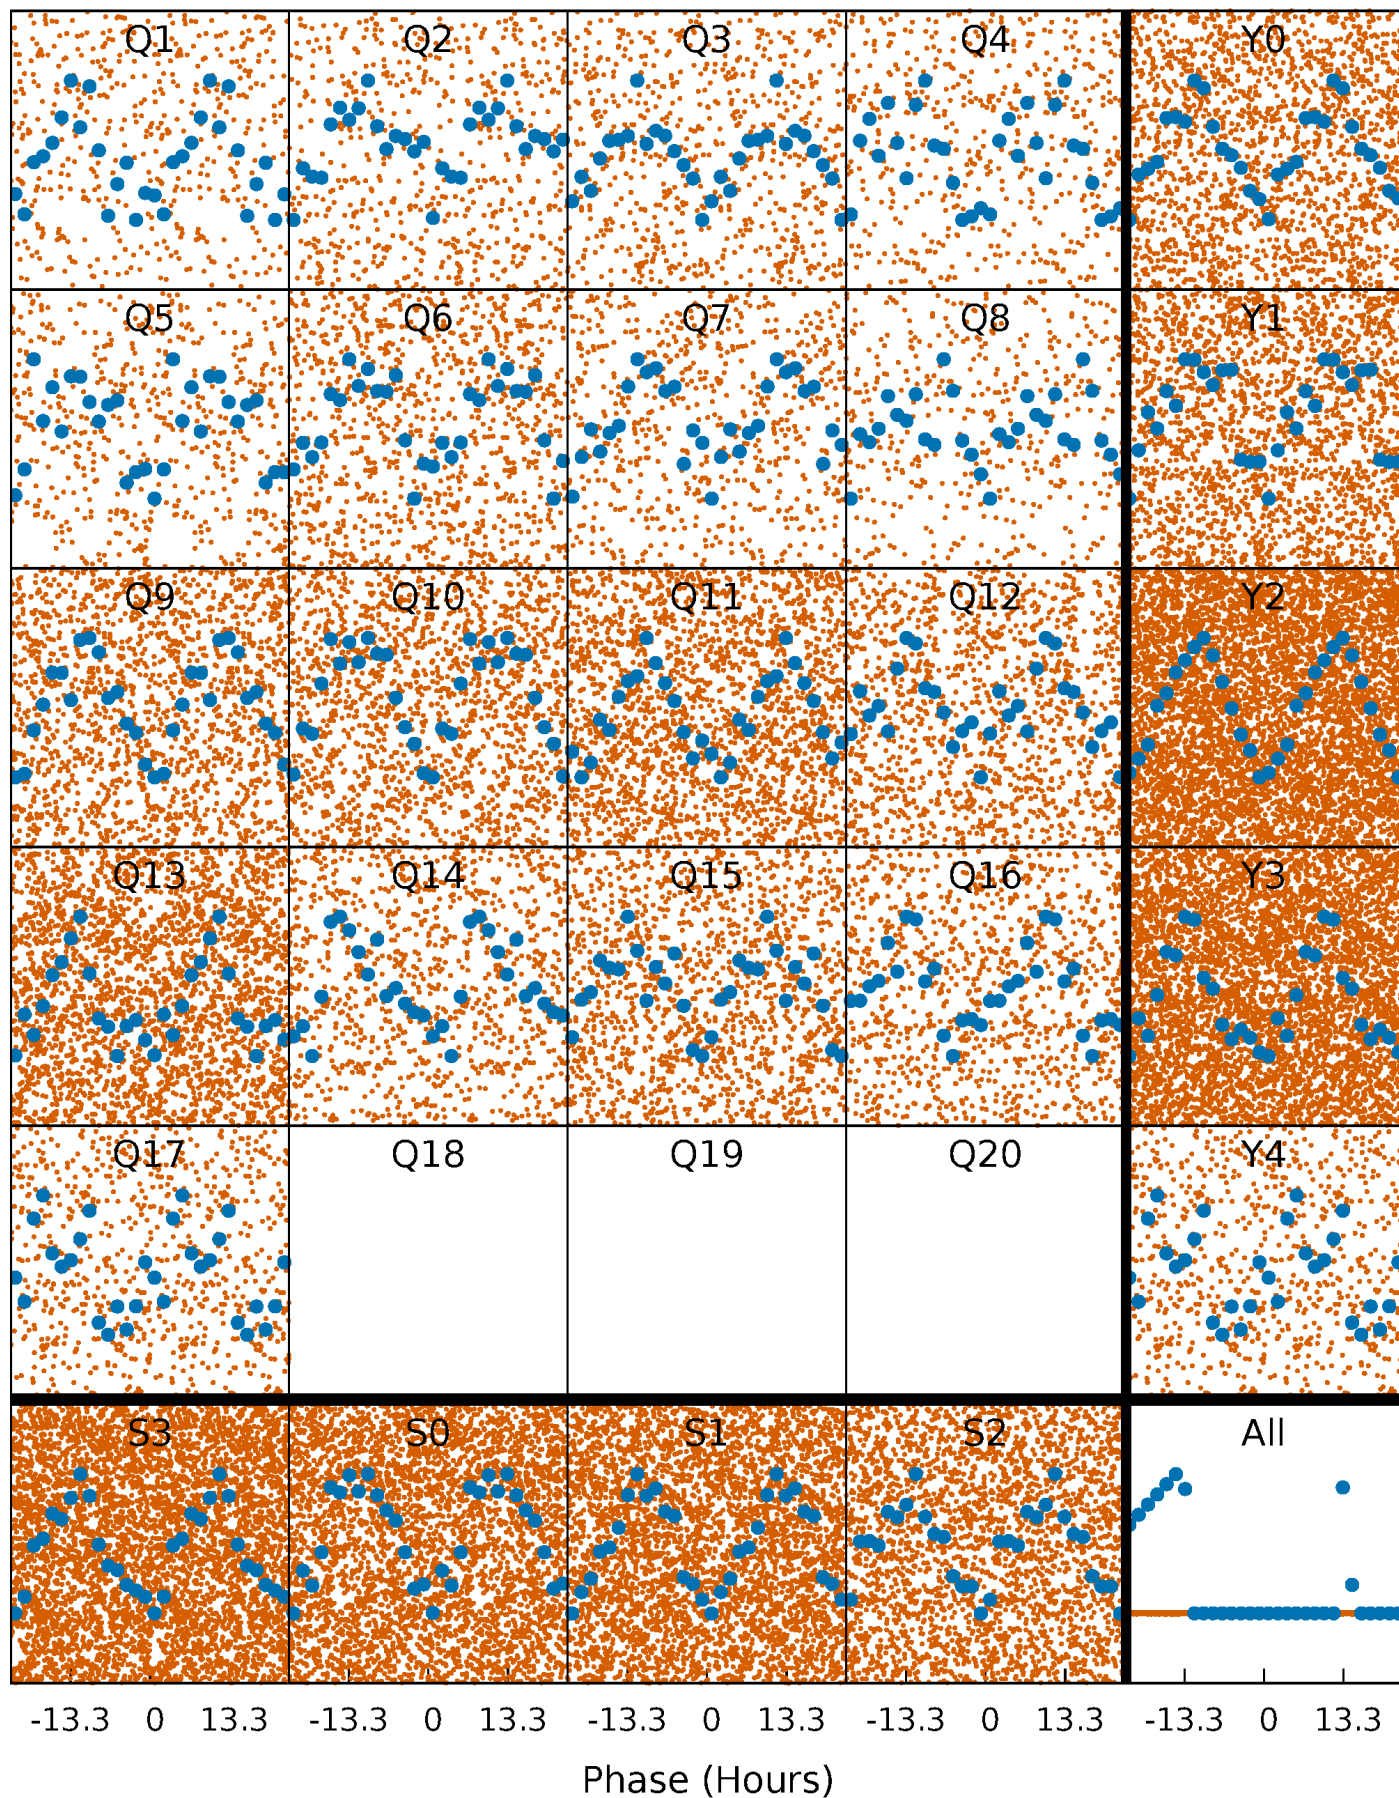 Q1 Q2 Q3 Q4 Y0
Q5 Q6 Q7 Q8 Y1
Q9 Q10 Q11 Q12 Y2
Q13 Q14 Q15 Q16 Y3
Q17 Q18 Q19 Q20 Y4
S3 S0 S1 S2 All
-13.3 0 13.3 -13.3 0 13.3 -13.3 0 13.3 -13.3 0 13.3 -13.3 0 13.3
Phase (Hours)